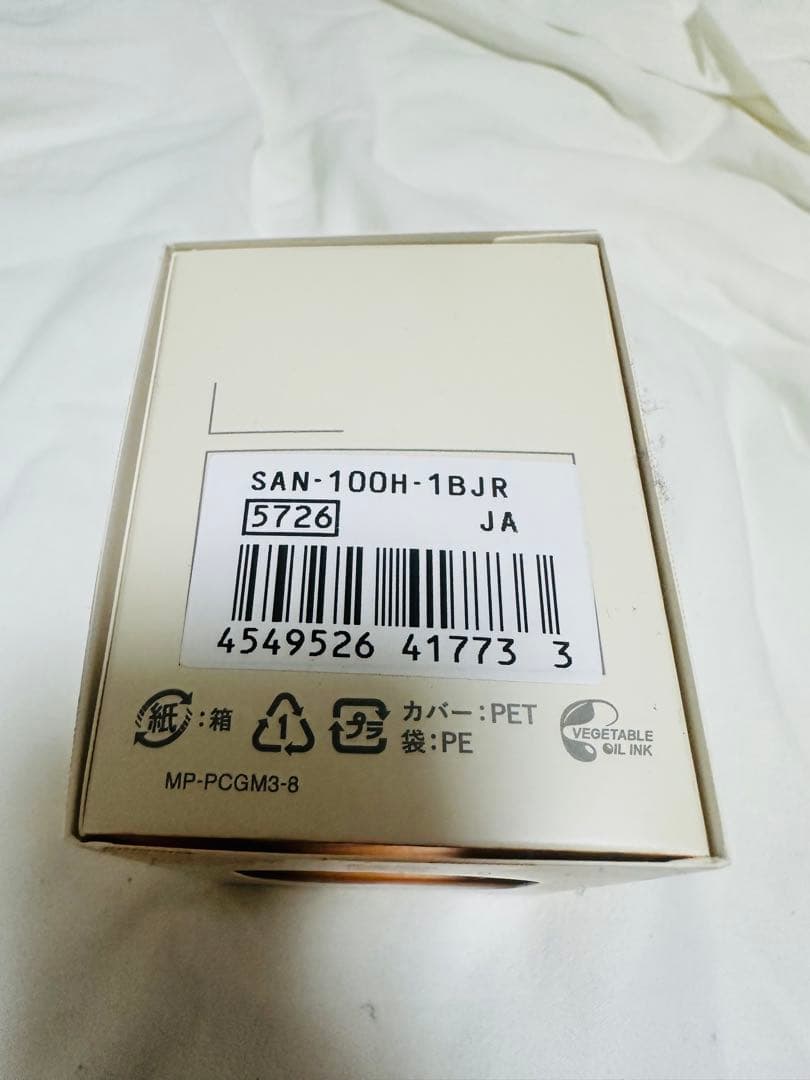 SAN-100H-1BJR
5726 JA
4549526 41773 3
紙:箱
1
プラ
カバー:PET
袋:PE
VEGETABLE
OIL INK
MP-PCGM3-8